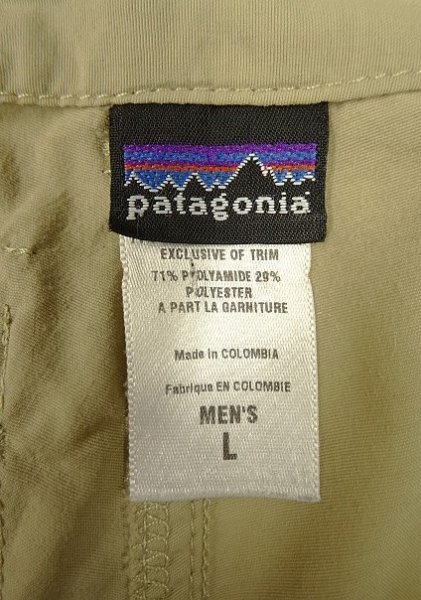 patagonia
EXCLUSIVE OF TRIM
71% POLYAMIDE 29%
POLYESTER
A PART LA GARNITURE
Made in COLOMBIA
Fabrique EN COLOMBIE
MEN'S
L